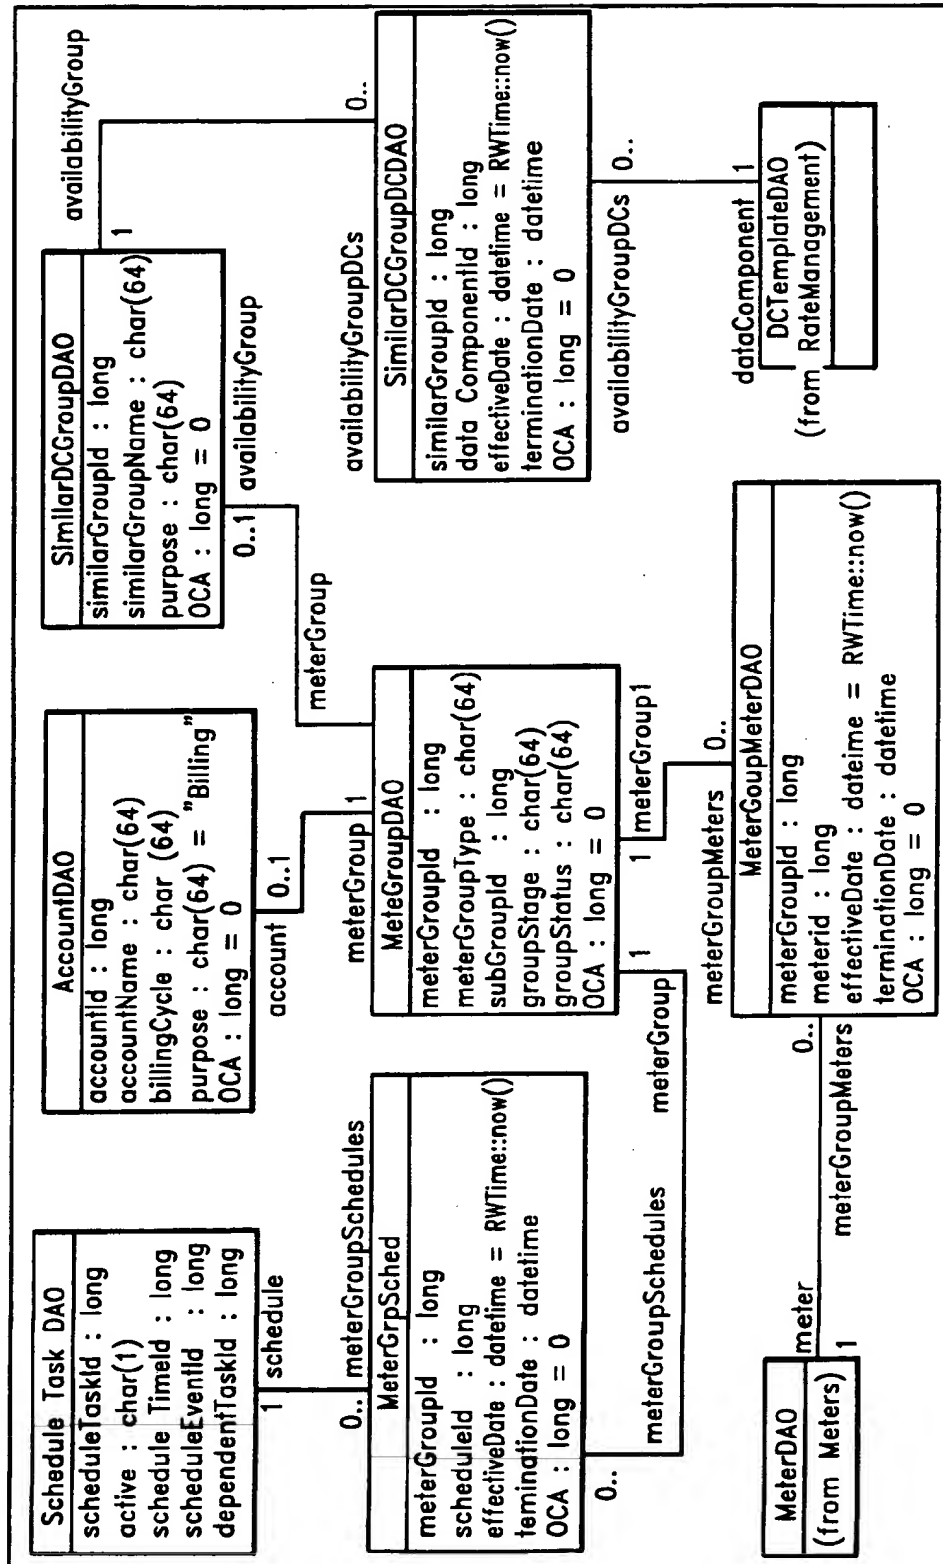 Schedule Task DAO
scheduleTaskId : long
active : char(1)
schedule TimeId : long
scheduleEventId : long
dependentTaskId : long
1
schedule
0..
meterGroupSchedules
MeterGrpSched
meterGroupId : long
scheduleId : long
effectiveDate : datetime = RWTime::now()
terminationDate : datetime
OCA : long = 0
0..
meterGroupSchedules
meterGroup
1
AccountDAO
accountId : long
accountName : char(64)
billingCycle : char (64)
purpose : char(64) = "Billing"
OCA : long = 0
account
0..1
meterGroup
1
MeteGroupDAO
meterGroupId : long
meterGroupType : char(64)
subGroupId : long
groupStage : char(64)
groupStatus : char(64)
OCA : long = 0
1
meterGroup1
meterGroupMeters
0..
MeterGoupMeterDAO
meterGroupId : long
meterid : long
effectiveDate : dateime = RWTime::now()
terminationDate : datetime
OCA : long = 0
0..
meterGroupMeters
meter
1
MeterDAO
(from Meters)
SimilarDCGroupDAO
similarGroupId : long
similarGroupName : char(64)
purpose : char(64)
OCA : long = 0
0..1
availabilityGroup
meterGroup
1
availabilityGroup
availabilityGroupDCs
0..
SimilarDCGroupDCDAO
similarGroupId : long
data ComponentId : long
effectiveDate : datetime = RWTime::now()
terminationDate : datetime
OCA : long = 0
availabilityGroupDCs
0..
dataComponent
1
DCTemplateDAO
(from RateManagement)